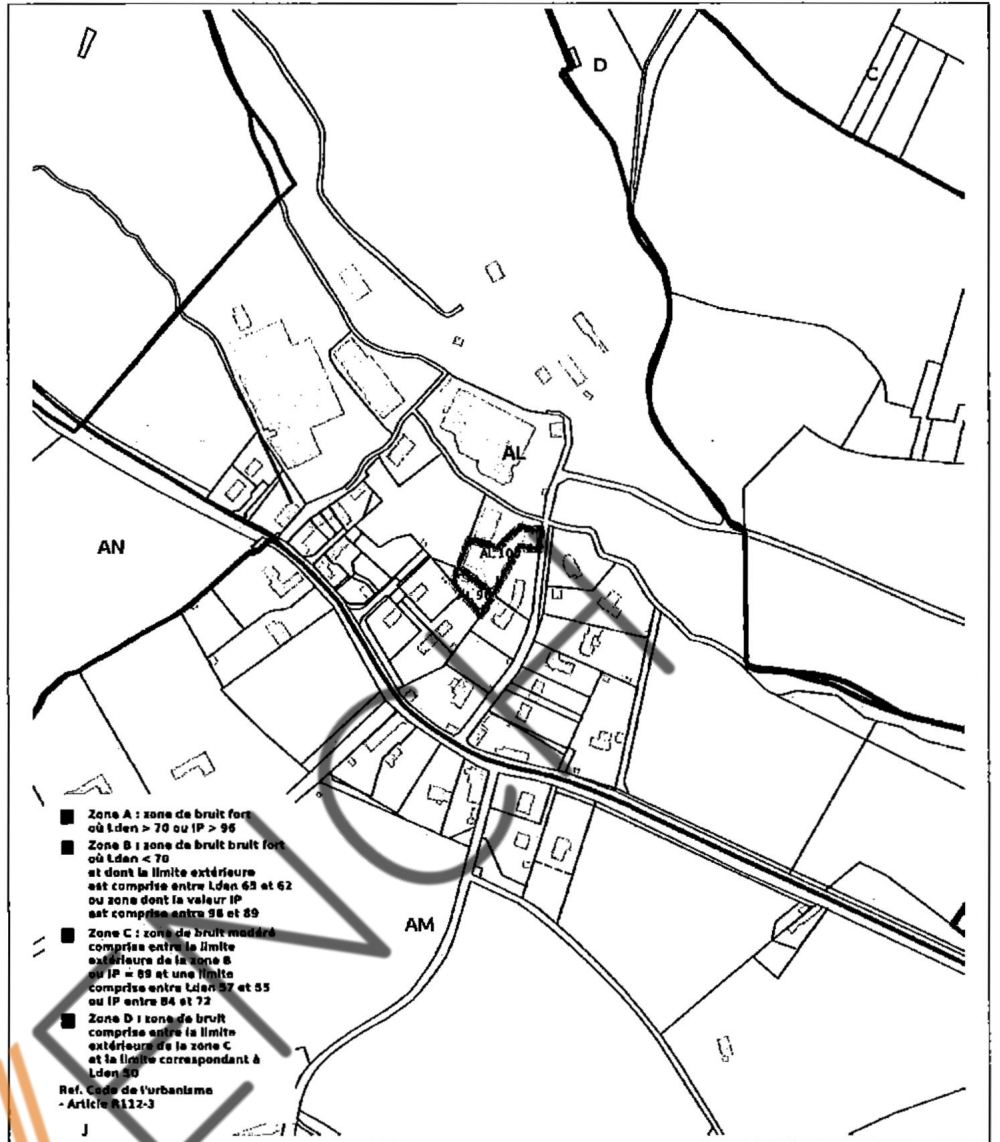 D
C
AL
AN
AL 10
AM
Zone A : zone de bruit fort
où Lden > 70 ou IP > 96
Zone B : zone de bruit bruit fort
où Lden < 70
et dont la limite extérieure
est comprise entre Lden 65 et 62
ou zone dont la valeur IP
est comprise entre 96 et 89
Zone C : zone de bruit modéré
comprise entre la limite
extérieure de la zone B
ou IP = 89 et une limite
comprise entre Lden 57 et 55
ou IP entre 84 et 72
Zone D : zone de bruit
comprise entre la limite
extérieure de la zone C
et la limite correspondant à
Lden 50
Ref. Code de l'urbanisme
- Article R112-3
J